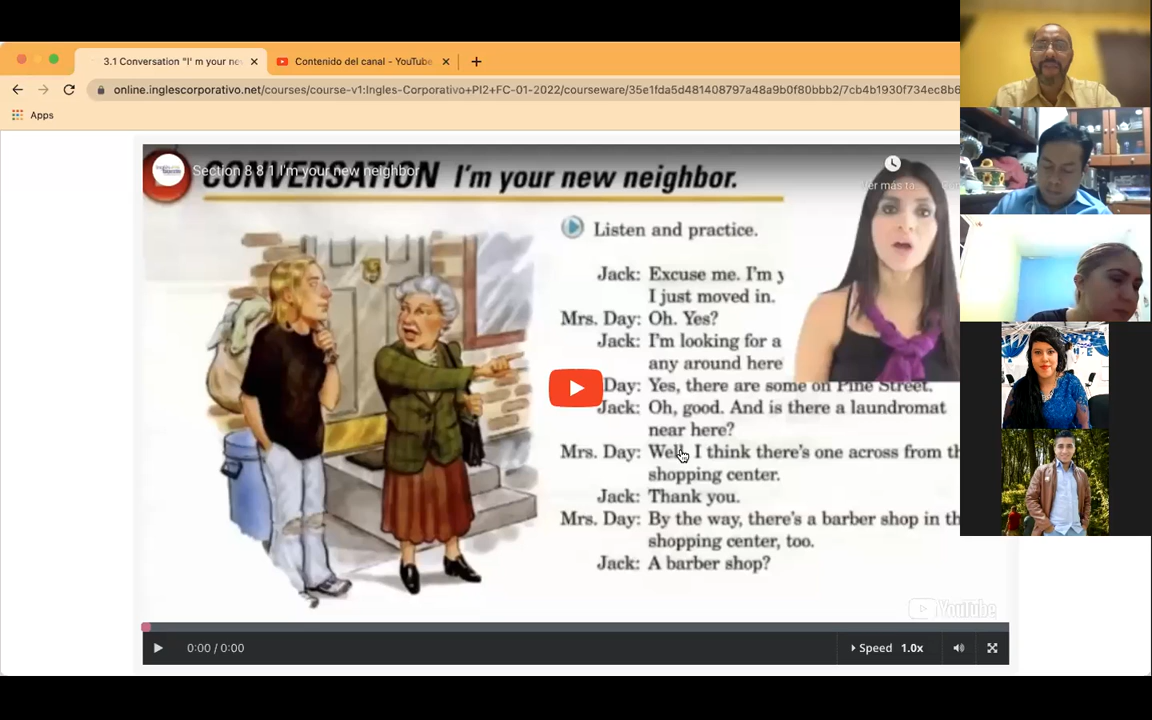 3.1 Conversation "I' m your ne
Contenido del canal - YouTube
online.inglescorporativo.net/courses/course-v1:Ingles-Corporativo+PI2+FC-01-2022/courseware/35e1fda5d481408797a48a9b0f80bbb2/7cb4b1930f734ec8b6
Apps
Section 8 8 1 I'm your new neighbor
CONVERSATION I'm your new neighbor.
Ver más ta
Listen and practice.
Jack: Excuse me. I'm y
I just moved in.
Mrs. Day: Oh. Yes?
Jack: I'm looking for a
any around here
Day: Yes, there are some on Pine Street.
Jack: Oh, good. And is there a laundromat
near here?
Mrs. Day: Well, I think there's one across from th
shopping center.
Jack: Thank you.
Mrs. Day: By the way, there's a barber shop in th
shopping center, too.
Jack: A barber shop?
YouTube
0:00 / 0:00
Speed 1.0x